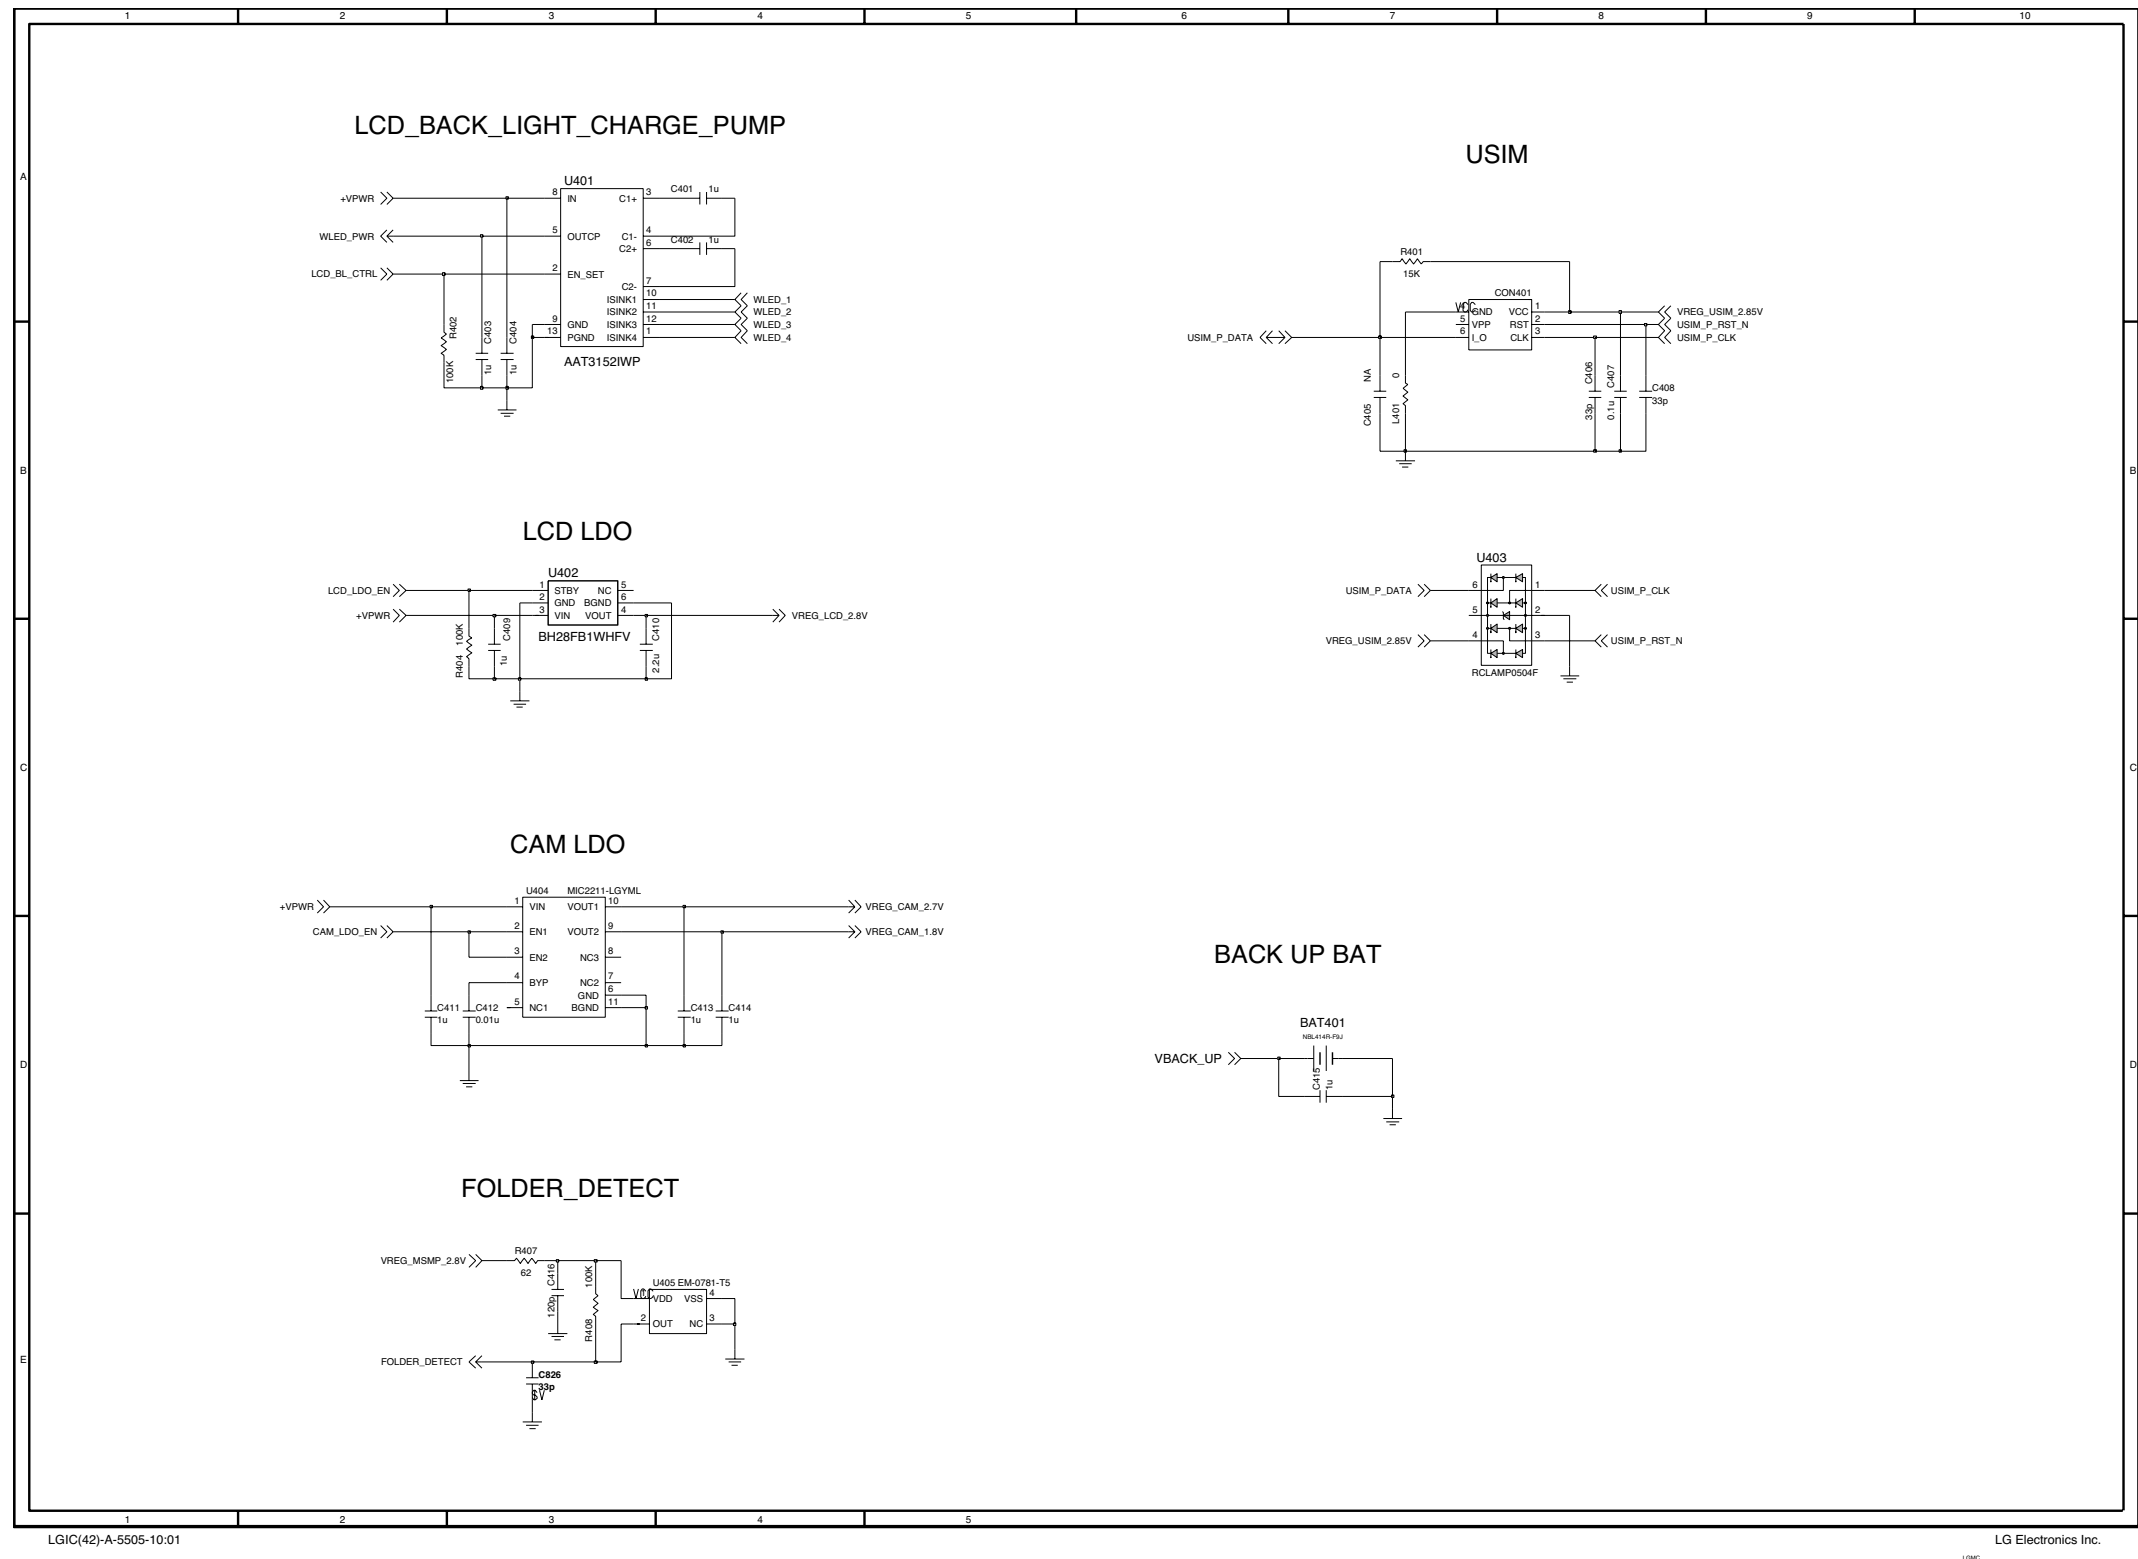 1 2 3 4 5 6 7 8 9 10
A
B
C
D
E
B
C
D
LCD_BACK_LIGHT_CHARGE_PUMP
U401
+VPWR
WLED_PWR
LCD_BL_CTRL
8 IN C1+ 3
5 OUTCP C1- 4
C2+ 6
2 EN_SET
C2- 7
ISINK1 10 WLED_1
ISINK2 11 WLED_2
9 GND ISINK3 12 WLED_3
13 PGND ISINK4 1 WLED_4
AAT3152IWP
C401 1u
C402 1u
R402 100K
C403 1u
C404 1u
USIM
R401
15K
CON401
VCC
GND VCC 1 VREG_USIM_2.85V
5 VPP RST 2 USIM_P_RST_N
6 I_O CLK 3 USIM_P_CLK
USIM_P_DATA
C405 NA
L401 0
C406 33p
C407 0.1u
C408
33p
LCD LDO
U402
LCD_LDO_EN
+VPWR
1 STBY NC 5
2 GND BGND 6
3 VIN VOUT 4
BH28FB1WHFV
VREG_LCD_2.8V
R404 100K
C409 1u
C410 2.2u
U403
USIM_P_DATA 6 1 USIM_P_CLK
5 2
VREG_USIM_2.85V 4 3 USIM_P_RST_N
RCLAMP0504F
CAM LDO
U404 MIC2211-LGYML
+VPWR 1 VIN VOUT1 10 VREG_CAM_2.7V
CAM_LDO_EN 2 EN1 VOUT2 9 VREG_CAM_1.8V
3 EN2 NC3 8
4 BYP NC2 7
GND 6
5 NC1 BGND 11
C411
1u
C412
0.01u
C413
1u
C414
1u
BACK UP BAT
BAT401
NBL414R-F9J
VBACK_UP
C415 1u
FOLDER_DETECT
VREG_MSMP_2.8V
R407
62
C416 120p
100K R408
U405 EM-0781-T5
VCC
VDD VSS 4
2 OUT NC 3
FOLDER_DETECT
C826
33p
$V
1 2 3 4 5
LGIC(42)-A-5505-10:01
LG Electronics Inc.
LGMC